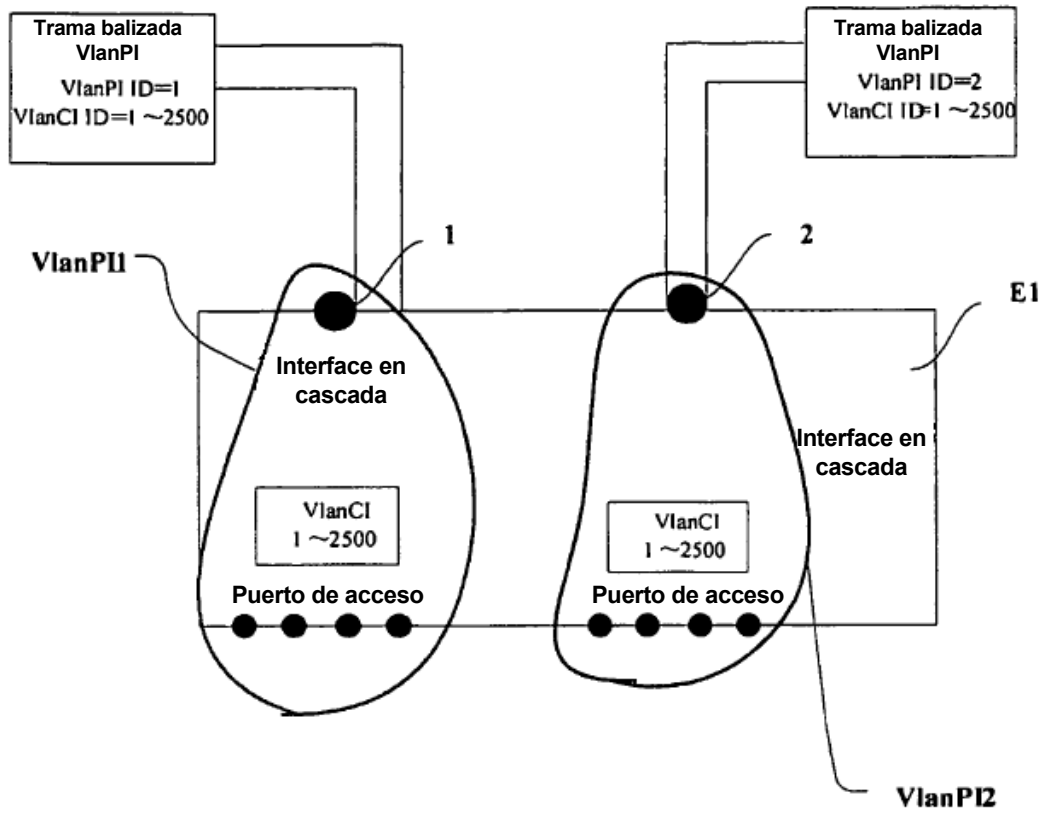 Trama balizada
VlanPI
VlanPI ID=1
VlanCI ID=1 ~2500
Trama balizada
VlanPI
VlanPI ID=2
VlanCI ID=1 ~2500
1
2
VlanPI1
E1
Interface en
cascada
Interface en
cascada
VlanCI
1 ~2500
VlanCI
1 ~2500
Puerto de acceso
Puerto de acceso
VlanPI2